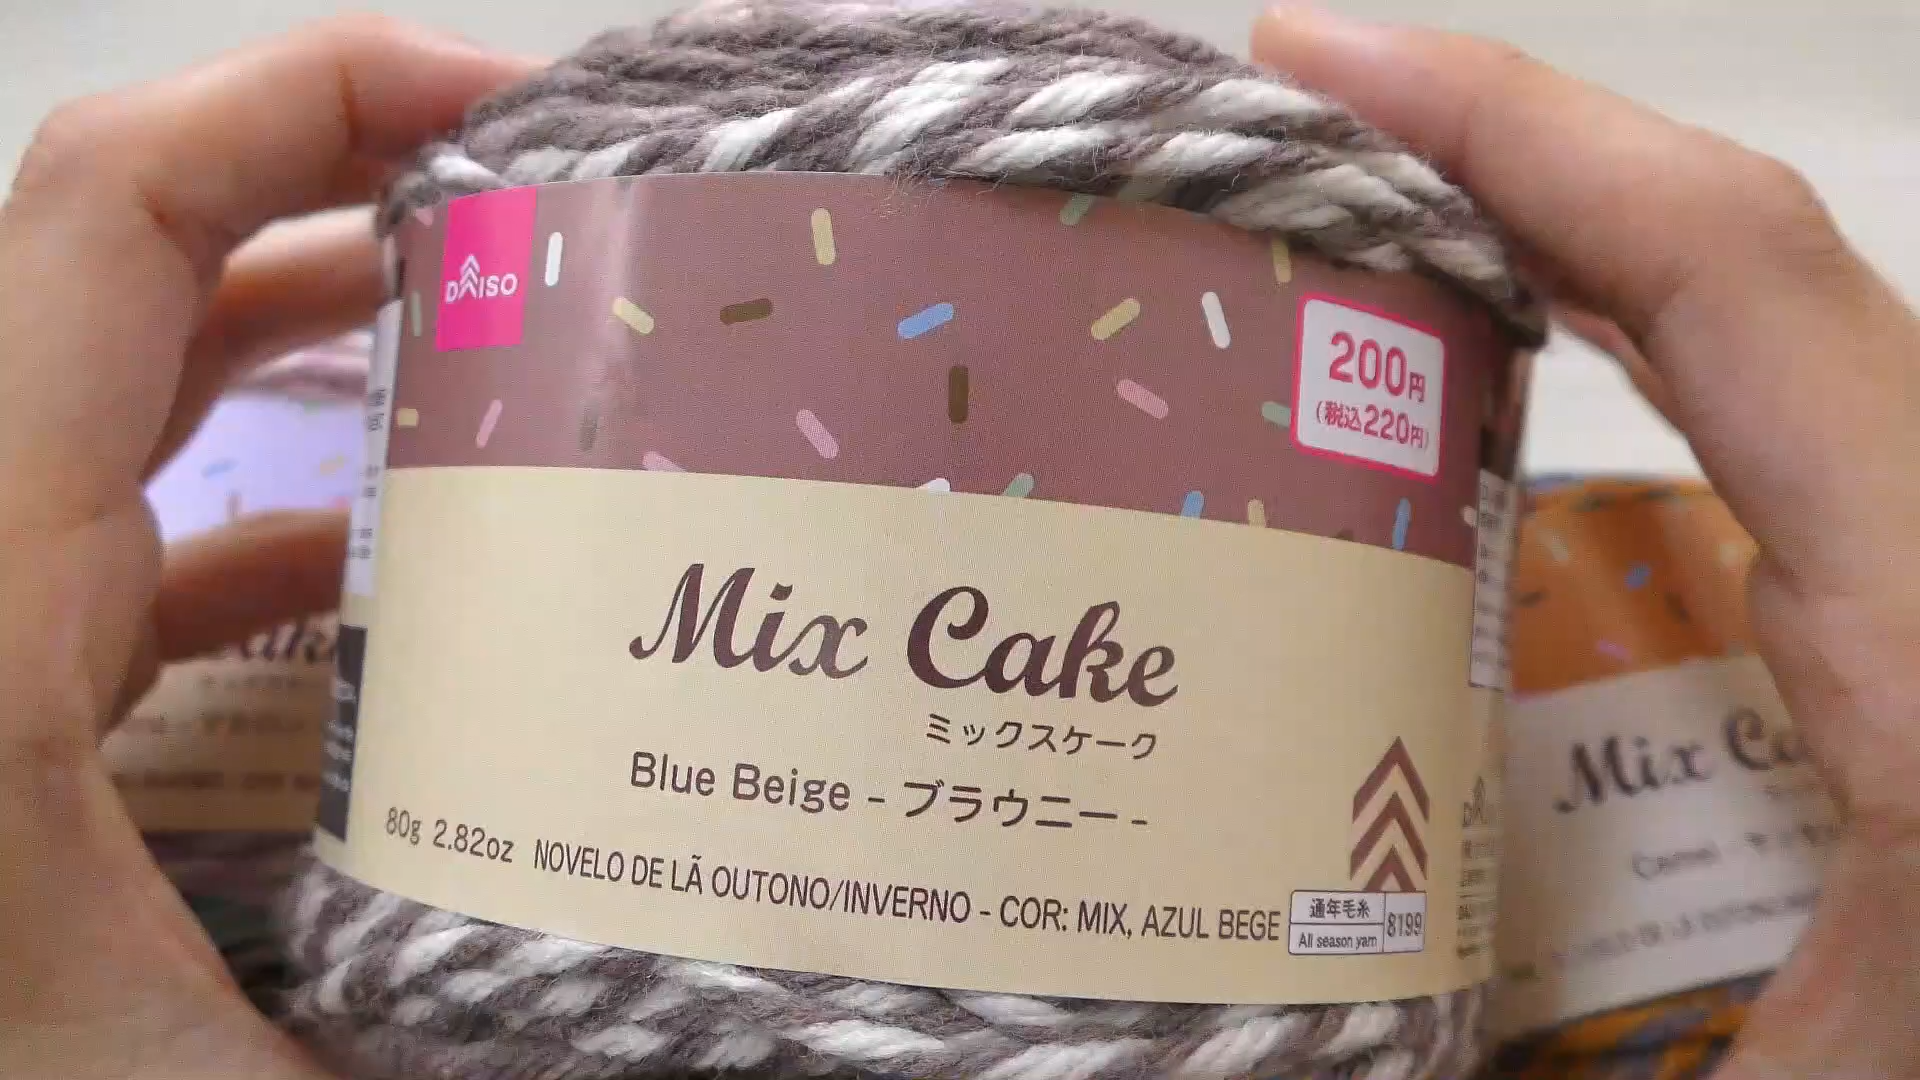 DAISO
200円
(税込220円)
Mix Cake
ミックスケーク
Blue Beige - ブラウニー -
80g 2.82oz NOVELO DE LÃ OUTONO/INVERNO - COR: MIX, AZUL BEGE
通年毛糸
All season yarn
8199
Mix